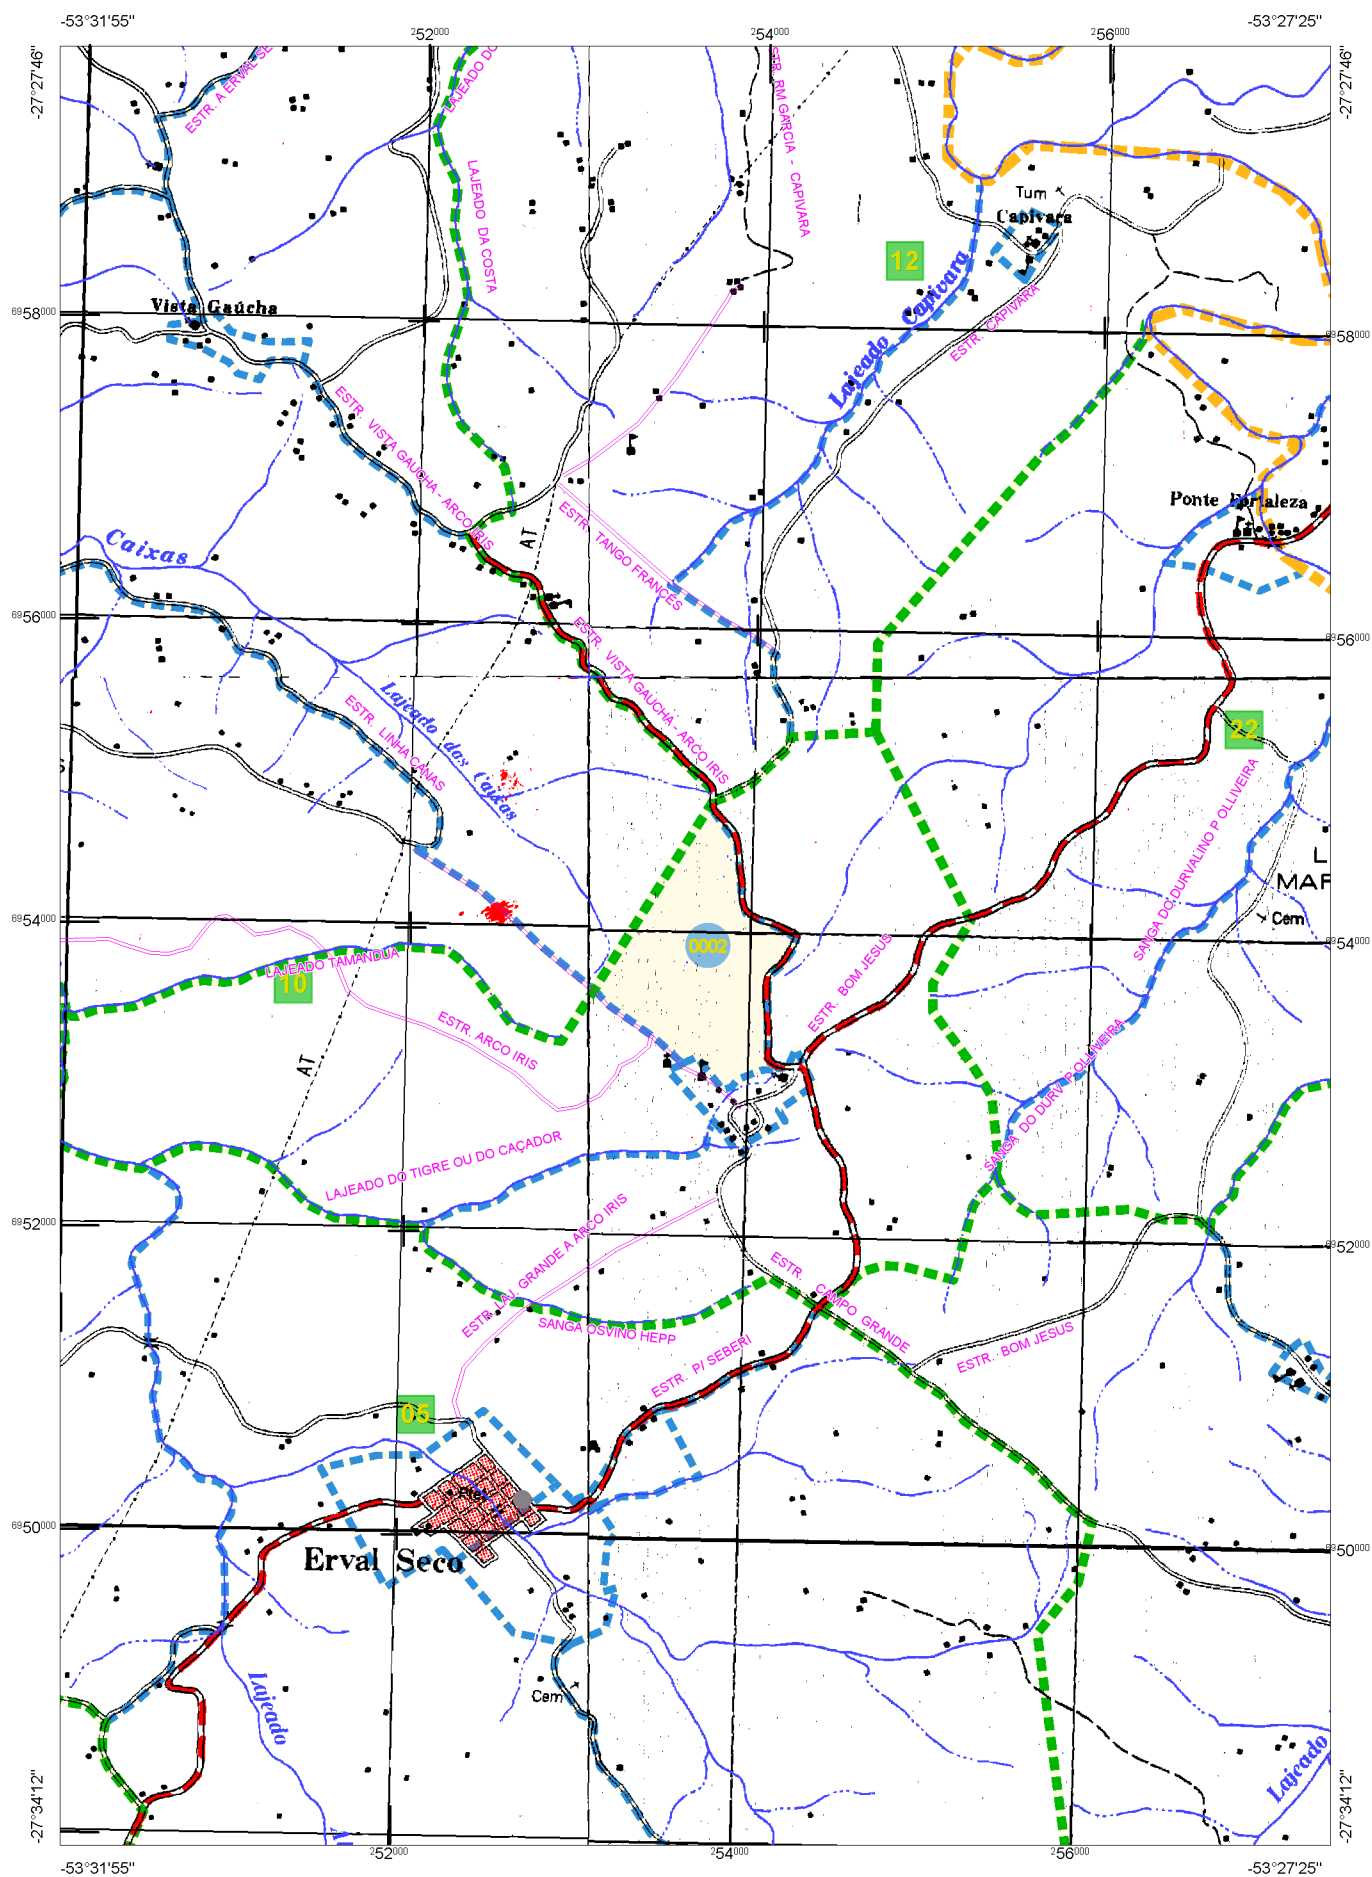 -53°31'55"
-53°27'25"
252000
254000
256000
-27°27'46"
-27°27'46"
ESTR. A ERVAL SE
LAJEADO DO
ESTR. RM GARCIA - CAPIVARA
LAJEADO DA COSTA
Tum
Capivara
12
Vista Gaúcha
Lajeado Capivara
ESTR. CAPIVARA
6958000
6958000
ESTR. VISTA GAUCHA - ARCO IRIS
Ponte Fortaleza
AT
ESTR. TANGO FRANCÊS
Caixas
6956000
6956000
ESTR. VISTA GAUCHA - ARCO IRIS
Lajeado das Caixas
ESTR. LINHA CANAS
22
SANGA DO DURVALINO P OLLIVEIRA
L
MAF
Cem
6954000
6954000
0002
LAJEADO TAMANDUA
10
ESTR. BOM JESUS
ESTR. ARCO IRIS
AT
SANGA DO DURV P OLLIVEIRA
LAJEADO DO TIGRE OU DO CAÇADOR
ESTR. LAJ. GRANDE A ARCO IRIS
6952000
6952000
ESTR. CAMPO GRANDE
SANGA OSVINO HEPP
ESTR. BOM JESUS
ESTR. P/ SEBERI
05
6950000
6950000
Erval Seco
Cem
Lajeado
Lajeado
-27°34'12"
-27°34'12"
252000
254000
256000
-53°31'55"
-53°27'25"